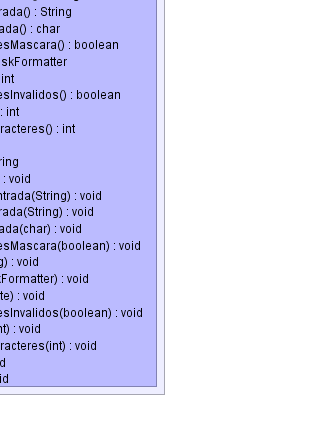 rada() : String
ada() : char
esMascara() : boolean
skFormatter
int
esInvalidos() : boolean
: int
racteres() : int
ring
: void
ntrada(String) : void
rada(String) : void
ada(char) : void
esMascara(boolean) : void
g) : void
kFormatter) : void
te) : void
esInvalidos(boolean) : void
nt) : void
racteres(int) : void
d
id